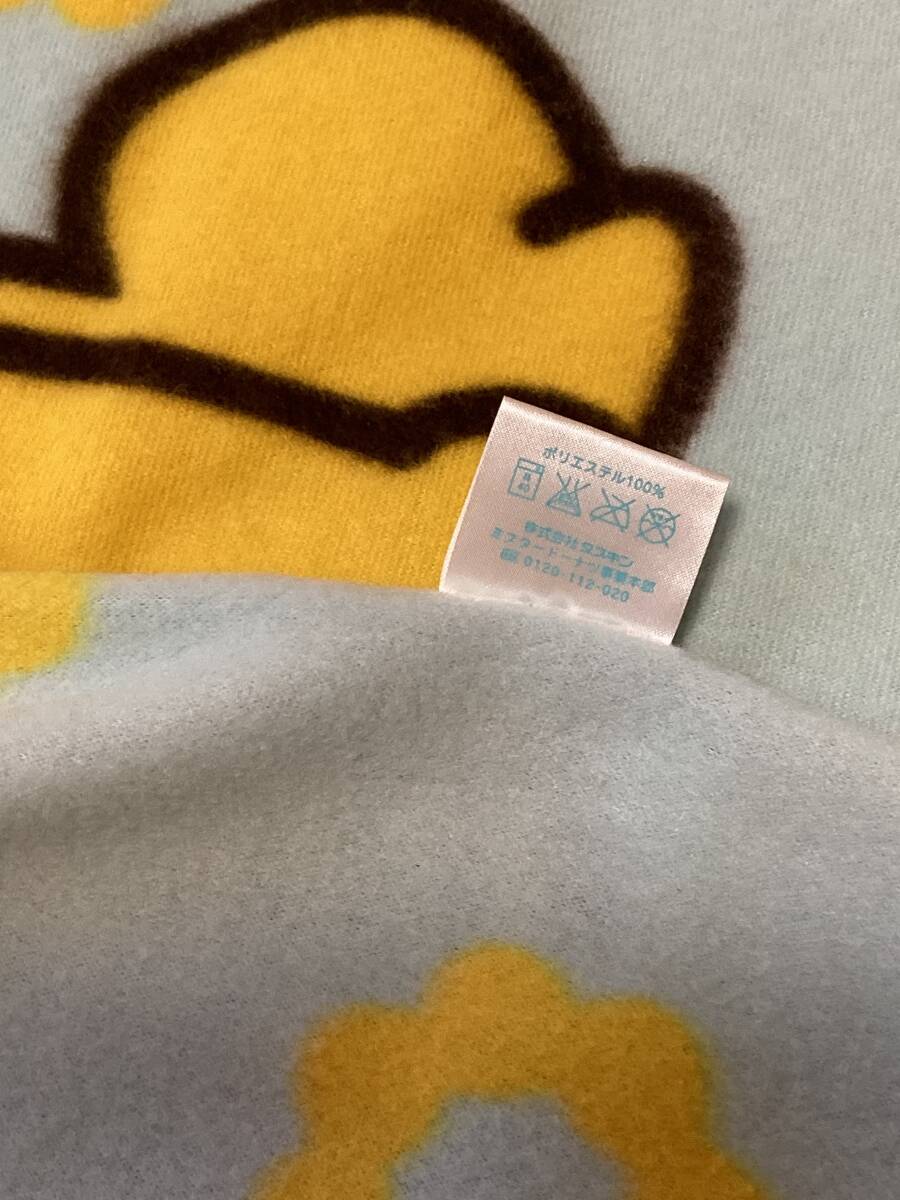 ポリエステル100%
40
株式会社ダスキン
ミスタードーナツ事業本部
0120-112-020